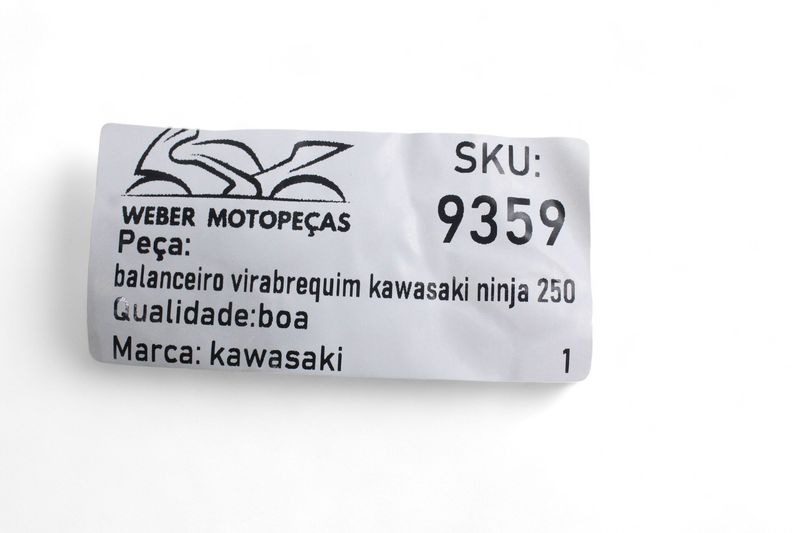 WEBER MOTOPEÇAS
SKU:
9359
Peça:
balanceiro virabrequim kawasaki ninja 250
Qualidade:boa
Marca: kawasaki
1